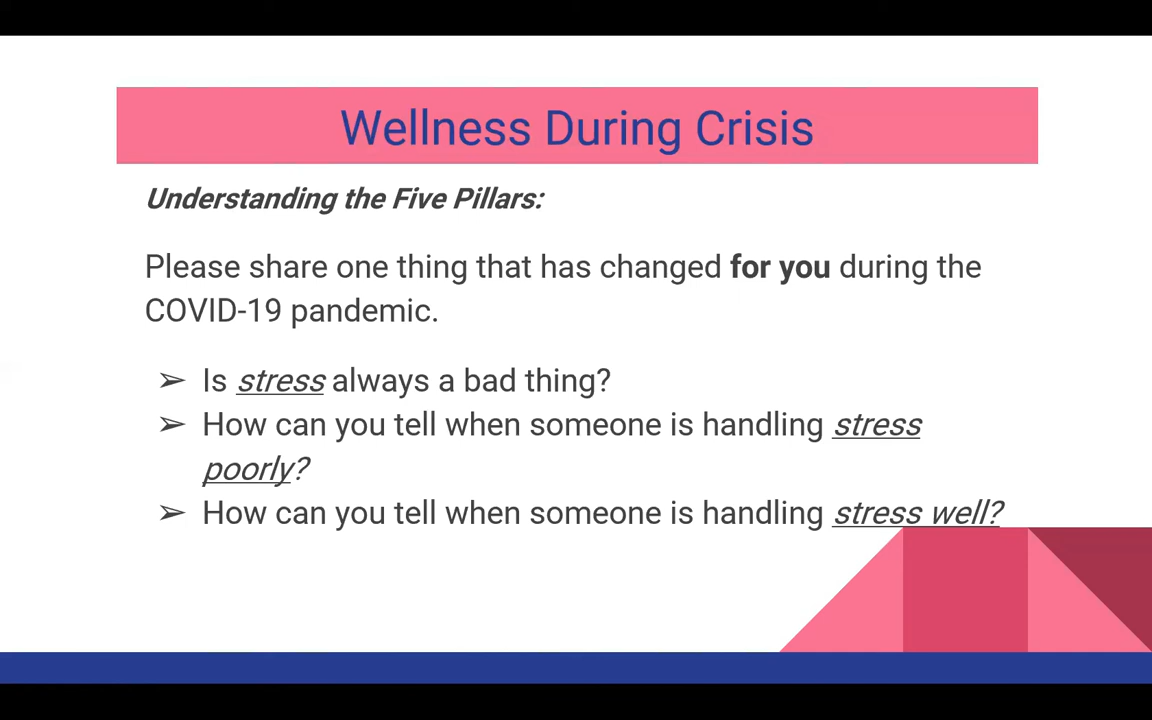 Wellness During Crisis
Understanding the Five Pillars:
Please share one thing that has changed for you during the
COVID-19 pandemic.
➢ Is stress always a bad thing?
➢ How can you tell when someone is handling stress
poorly?
➢ How can you tell when someone is handling stress well?